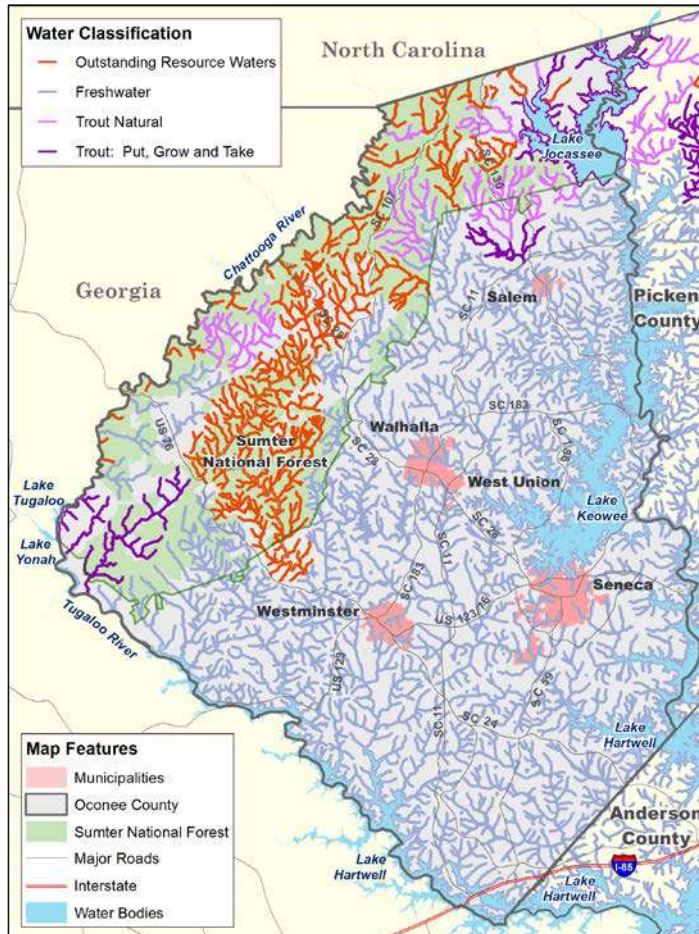 Water Classification
Outstanding Resource Waters
Freshwater
Trout Natural
Trout: Put, Grow and Take
North Carolina
Lake
Jocassee
SC 130
SC 107
Chattooga River
Georgia
SC 11
Salem
Picken
County
SC 28
SC 183
Walhalla
SC 188
US 76
Sumter
National Forest
SC 28
West Union
Lake
Tugaloo
Lake
Keowee
Lake
Yonah
SC 11
SC 28
SC 183
Seneca
Westminster
US 123/76
Tugaloo River
US 123
SC 59
SC 11
SC 24
Lake
Hartwell
Map Features
Municipalities
Oconee County
Sumter National Forest
Major Roads
Interstate
Water Bodies
Anderson
County
Lake
Hartwell
I-85
Lake
Hartwell